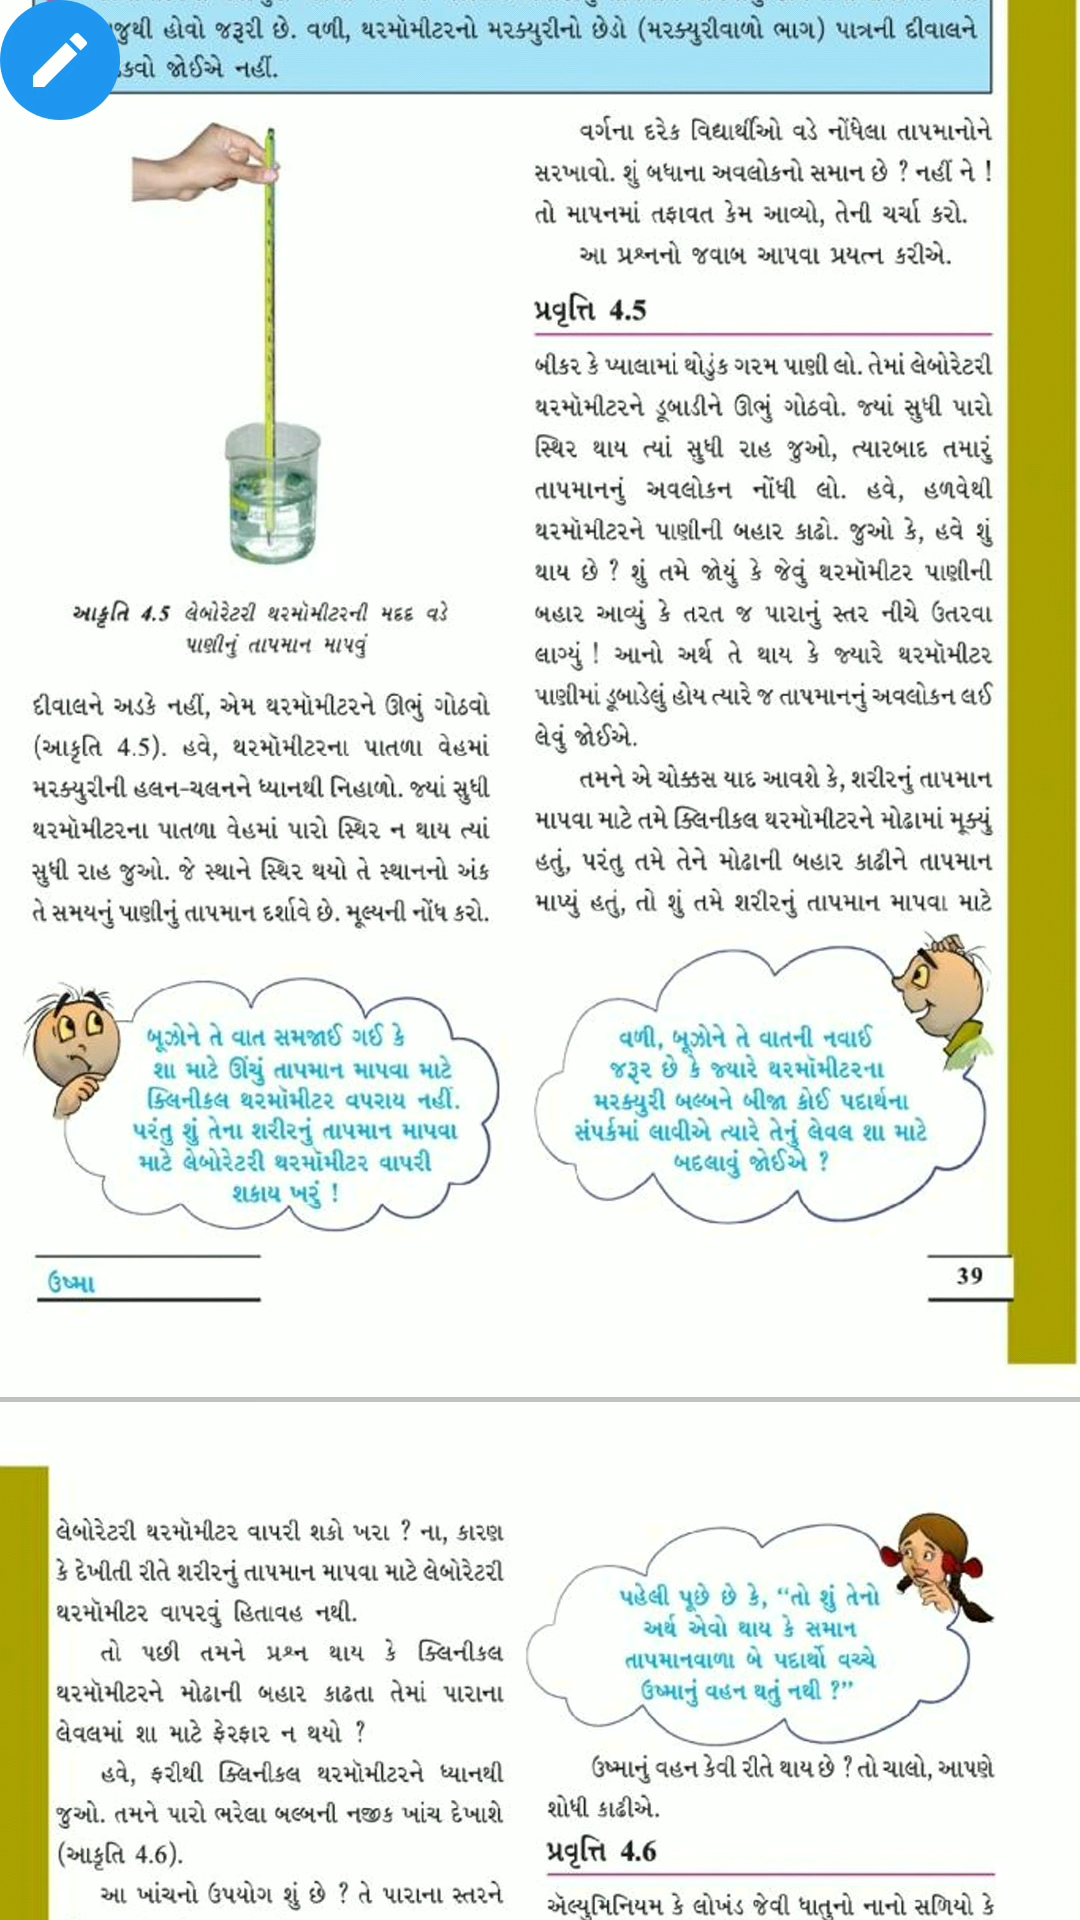 જુથી હોવો જરૂરી છે. વળી, થરમૉમીટરનો મરક્યુરીનો છેડો (મરક્યુરીવાળો ભાગ) પાત્રની દીવાલને
કવો જોઈએ નહીં.
આકૃતિ 4.5 લેબોરેટરી થરમૉમીટરની મદદ વડે
પાણીનું તાપમાન માપવું
દીવાલને અડકે નહીં, એમ થરમૉમીટરને ઊભું ગોઠવો
(આકૃતિ 4.5). હવે, થરમૉમીટરના પાતળા વેહમાં
મરક્યુરીની હલન-ચલનને ધ્યાનથી નિહાળો. જ્યાં સુધી
થરમૉમીટરના પાતળા વેહમાં પારો સ્થિર ન થાય ત્યાં
સુધી રાહ જુઓ. જે સ્થાને સ્થિર થયો તે સ્થાનનો અંક
તે સમયનું પાણીનું તાપમાન દર્શાવે છે. મૂલ્યની નોંધ કરો.
વર્ગના દરેક વિદ્યાર્થીઓ વડે નોંધેલા તાપમાનોને
સરખાવો. શું બધાના અવલોકનો સમાન છે ? નહીં ને !
તો માપનમાં તફાવત કેમ આવ્યો, તેની ચર્ચા કરો.
આ પ્રશ્નનો જવાબ આપવા પ્રયત્ન કરીએ.
પ્રવૃત્તિ 4.5
બીકર કે પ્યાલામાં થોડુંક ગરમ પાણી લો. તેમાં લેબોરેટરી
થરમૉમીટરને ડૂબાડીને ઊભું ગોઠવો. જ્યાં સુધી પારો
સ્થિર થાય ત્યાં સુધી રાહ જુઓ, ત્યારબાદ તમારું
તાપમાનનું અવલોકન નોંધી લો. હવે, હળવેથી
થરમૉમીટરને પાણીની બહાર કાઢો. જુઓ કે, હવે શું
થાય છે ? શું તમે જોયું કે જેવું થરમૉમીટર પાણીની
બહાર આવ્યું કે તરત જ પારાનું સ્તર નીચે ઉતરવા
લાગ્યું ! આનો અર્થ તે થાય કે જ્યારે થરમૉમીટર
પાણીમાં ડૂબાડેલું હોય ત્યારે જ તાપમાનનું અવલોકન લઈ
લેવું જોઈએ.
તમને એ ચોક્કસ યાદ આવશે કે, શરીરનું તાપમાન
માપવા માટે તમે ક્લિનીકલ થરમૉમીટરને મોઢામાં મૂક્યું
હતું, પરંતુ તમે તેને મોઢાની બહાર કાઢીને તાપમાન
માપ્યું હતું, તો શું તમે શરીરનું તાપમાન માપવા માટે
બૂઝોને તે વાત સમજાઈ ગઈ કે
શા માટે ઊંચું તાપમાન માપવા માટે
ક્લિનીકલ થરમૉમીટર વપરાય નહીં.
પરંતુ શું તેના શરીરનું તાપમાન માપવા
માટે લેબોરેટરી થરમૉમીટર વાપરી
શકાય ખરું !
વળી, બૂઝોને તે વાતની નવાઈ
જરૂર છે કે જ્યારે થરમૉમીટરના
મરક્યુરી બલ્બને બીજા કોઈ પદાર્થના
સંપર્કમાં લાવીએ ત્યારે તેનું લેવલ શા માટે
બદલાવું જોઈએ ?
ઉષ્મા
39
લેબોરેટરી થરમૉમીટર વાપરી શકો ખરા ? ના, કારણ
કે દેખીતી રીતે શરીરનું તાપમાન માપવા માટે લેબોરેટરી
થરમૉમીટર વાપરવું હિતાવહ નથી.
તો પછી તમને પ્રશ્ન થાય કે ક્લિનીકલ
થરમૉમીટરને મોઢાની બહાર કાઢતા તેમાં પારાના
લેવલમાં શા માટે ફેરફાર ન થયો ?
હવે, ફરીથી ક્લિનીકલ થરમૉમીટરને ધ્યાનથી
જુઓ. તમને પારો ભરેલા બલ્બની નજીક ખાંચ દેખાશે
(આકૃતિ 4.6).
આ ખાંચનો ઉપયોગ શું છે ? તે પારાના સ્તરને
પહેલી પૂછે છે કે, “તો શું તેનો
અર્થ એવો થાય કે સમાન
તાપમાનવાળા બે પદાર્થો વચ્ચે
ઉષ્માનું વહન થતું નથી ?”
ઉષ્માનું વહન કેવી રીતે થાય છે ? તો ચાલો, આપણે
શોધી કાઢીએ.
પ્રવૃત્તિ 4.6
ઍલ્યુમિનિયમ કે લોખંડ જેવી ધાતુનો નાનો સળિયો કે